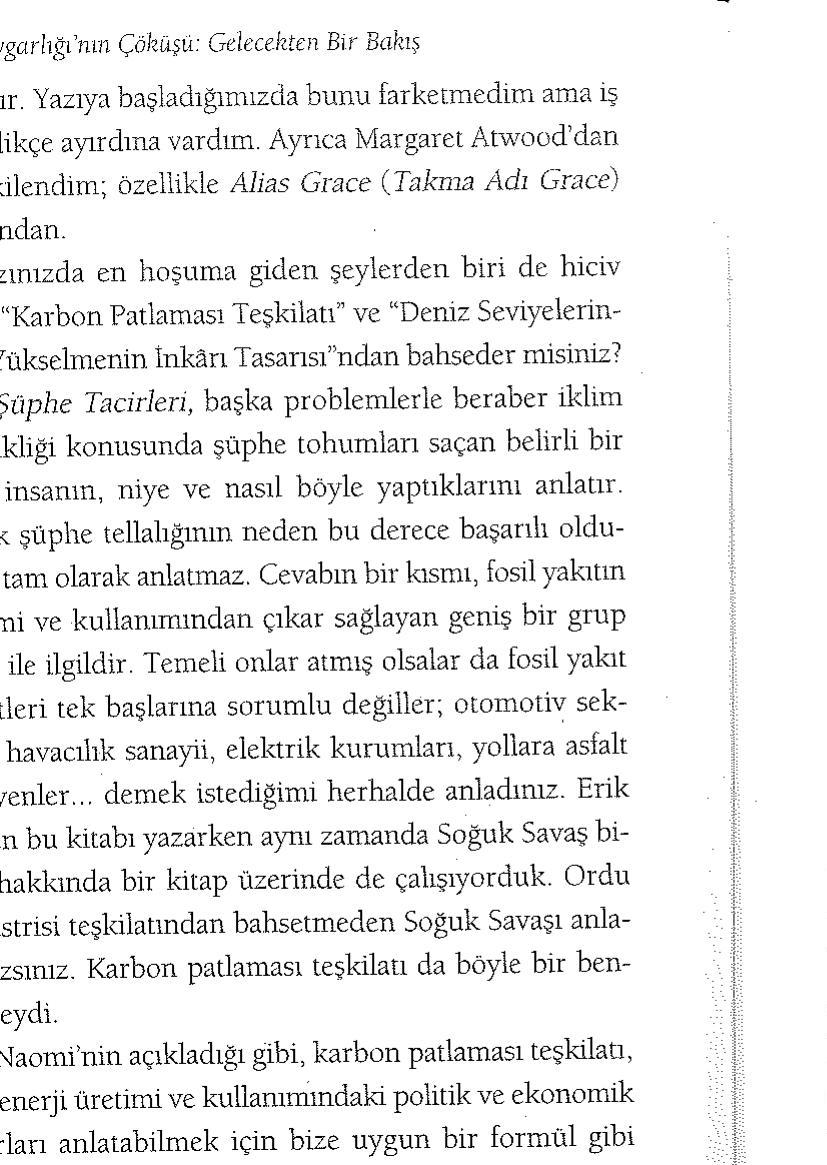 ygarlığı’nın Çöküşü: Gelecekten Bir Bakış
ır. Yazıya başladığımızda bunu farketmedim ama iş
likçe ayırdına vardım. Ayrıca Margaret Atwood’dan
kilendim; özellikle Alias Grace (Takma Adı Grace)
ndan.
zınızda en hoşuma giden şeylerden biri de hiciv
“Karbon Patlaması Teşkilatı” ve “Deniz Seviyelerin-
Yükselmenin İnkârı Tasarısı”ndan bahseder misiniz?
Şüphe Tacirleri, başka problemlerle beraber iklim
kliği konusunda şüphe tohumları saçan belirli bir
insanın, niye ve nasıl böyle yaptıklarını anlatır.
k şüphe tellalığının neden bu derece başarılı oldu-
tam olarak anlatmaz. Cevabın bir kısmı, fosil yakıtın
mi ve kullanımından çıkar sağlayan geniş bir grup
ile ilgildir. Temeli onlar atmış olsalar da fosil yakıt
tleri tek başlarına sorumlu değiller; otomotiv sek-
havacılık sanayii, elektrik kurumları, yollara asfalt
yenler... demek istediğimi herhalde anladınız. Erik
n bu kitabı yazarken aynı zamanda Soğuk Savaş bi-
hakkında bir kitap üzerinde de çalışıyorduk. Ordu
strisi teşkilatından bahsetmeden Soğuk Savaşı anla-
zsınız. Karbon patlaması teşkilatı da böyle bir ben-
eydi.
Naomi’nin açıkladığı gibi, karbon patlaması teşkilatı,
enerji üretimi ve kullanımındaki politik ve ekonomik
rları anlatabilmek için bize uygun bir formül gibi